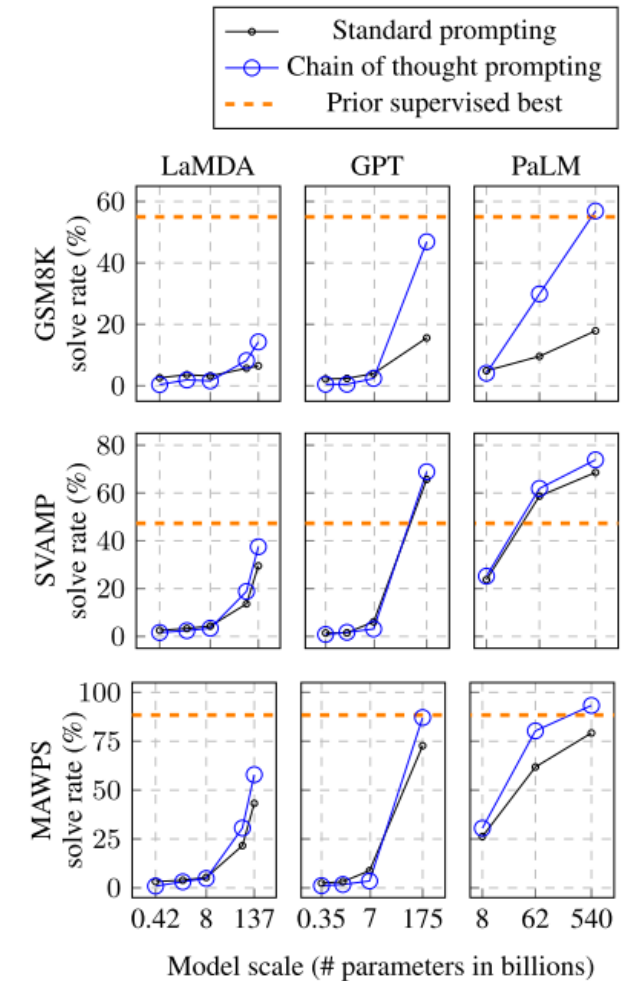 Standard prompting
Chain of thought prompting
Prior supervised best
LaMDA GPT PaLM
GSM8K
solve rate (%)
60
40
20
0
SVAMP
solve rate (%)
80
60
40
20
0
MAWPS
solve rate (%)
100
75
50
25
0
0.42 8 137 0.35 7 175 8 62 540
Model scale (# parameters in billions)